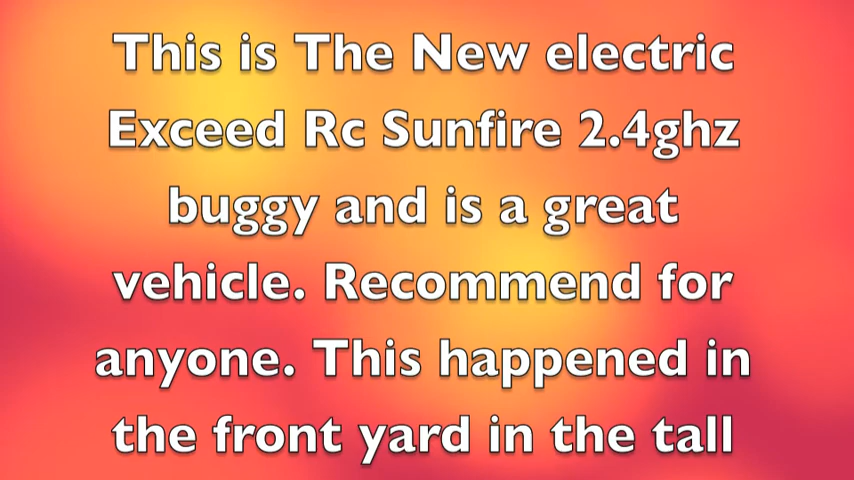 This is The New electric
Exceed Rc Sunfire 2.4ghz
buggy and is a great
vehicle. Recommend for
anyone. This happened in
the front yard in the tall